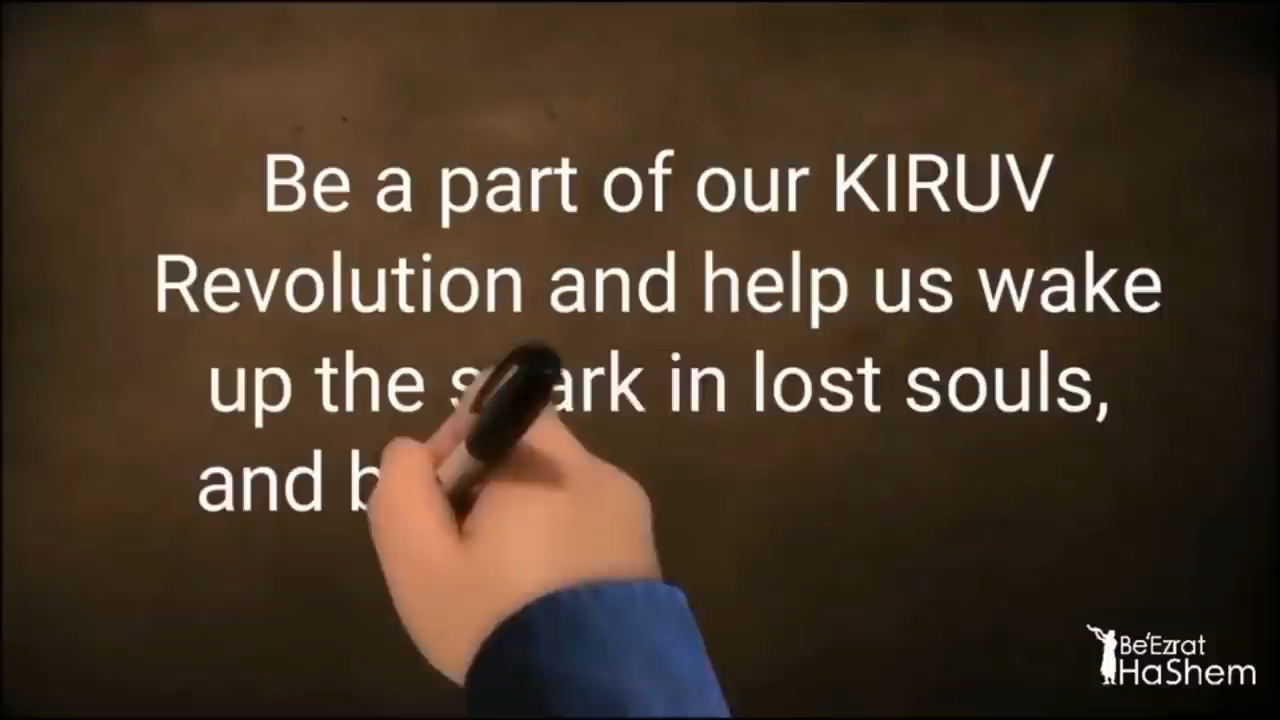 Be a part of our KIRUV
Revolution and help us wake
up the in lost souls,
and
Be'Ezrat
HaShem